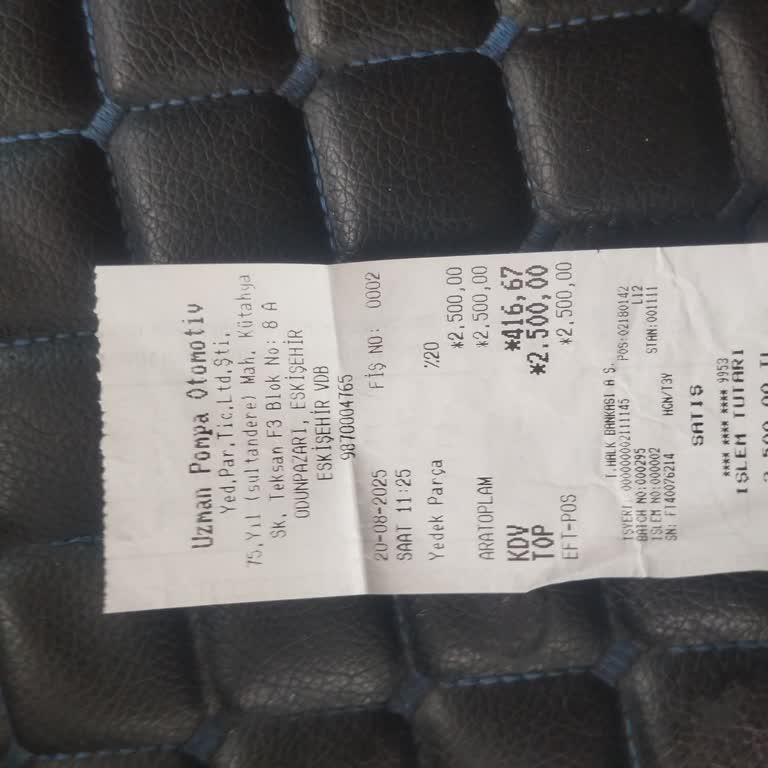 Uzman Pompa Otomotiv
Yed.Par.Tic.Ltd.Şti.
75.Yıl (sultandere) Mah. Kütahya
Sk. Teksan F3 Blok No: 8 A
ODUNPAZARI, ESKİŞEHİR
ESKİŞEHİR VDB
9870004765
20-08-2025 FİŞ NO: 0002
SAAT 11:25
Yedek Parça %20
*2.500,00
ARATOPLAM *2.500,00
KDV *416,67
TOP *2.500,00
EFT-POS *2.500,00
T.HALK BANKASI A Ş.
İŞYERİ:000000002111145 POS:02180142
BATCH NO:000295 L12
İSLEM NO:000002 STAN:001111
SN: FT40076214 HGN/T3Y
SATIŞ
**** **** **** 9953
İŞLEM TUTARI